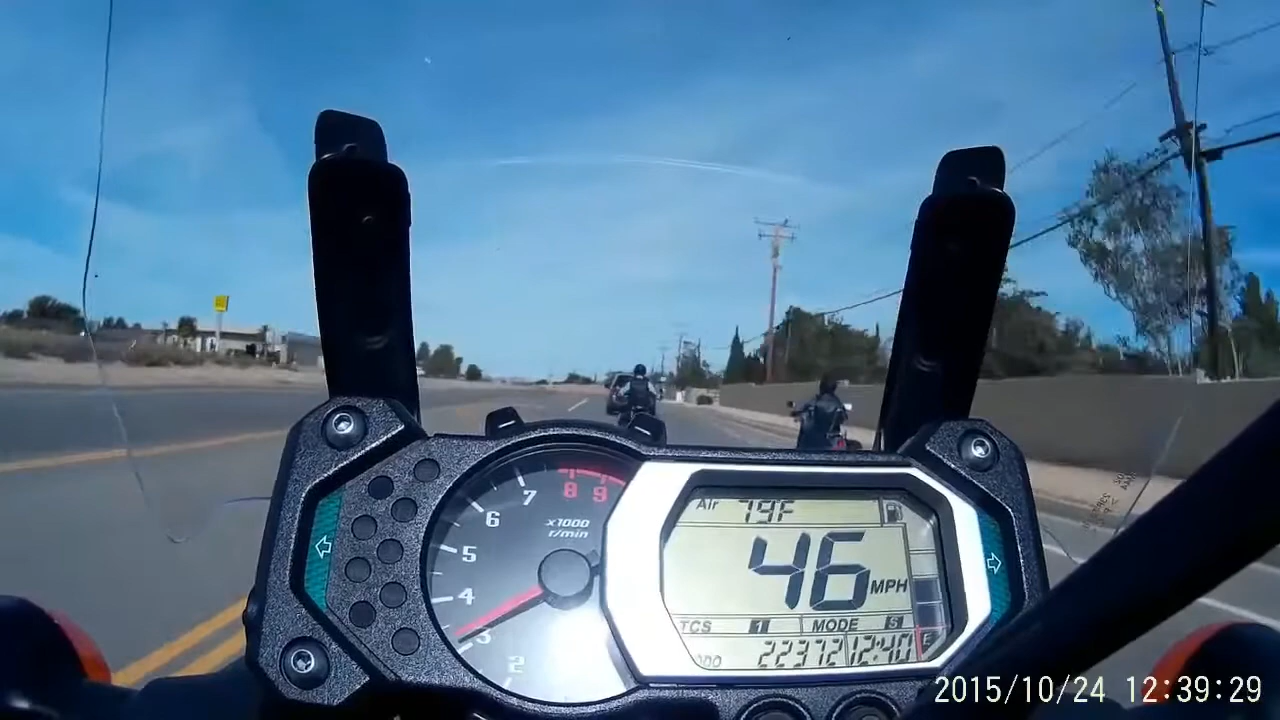 8 9
7
6
x1000
r/min
5
4
3
2
Air 79F
46
MPH
TCS 1 MODE S
ODO 22372 12:40
E
2015/10/24 12:39:29